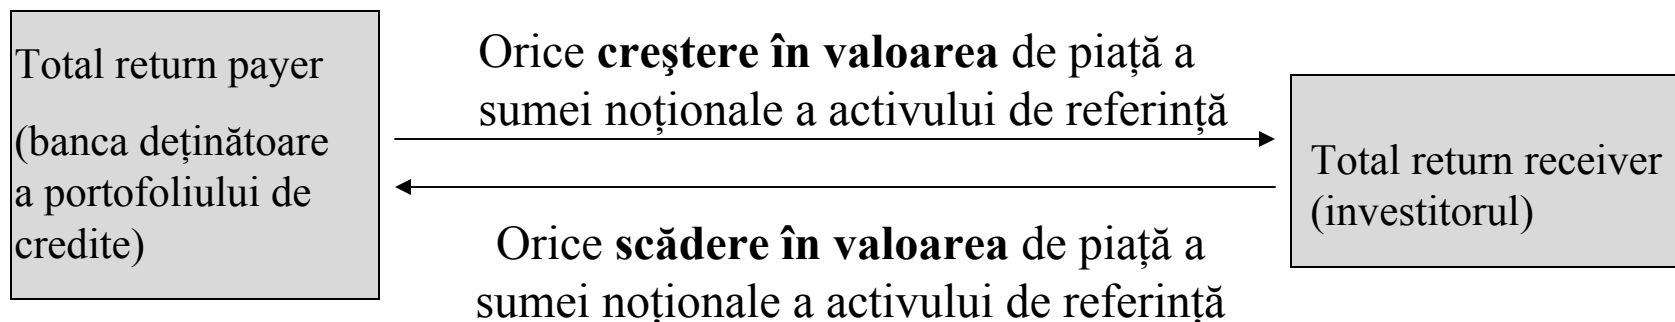 Total return payer
(banca deținătoare
a portofoliului de
credite)
Orice creştere în valoarea de piață a
sumei noționale a activului de referință
Orice scădere în valoarea de piață a
sumei noționale a activului de referință
Total return receiver
(investitorul)